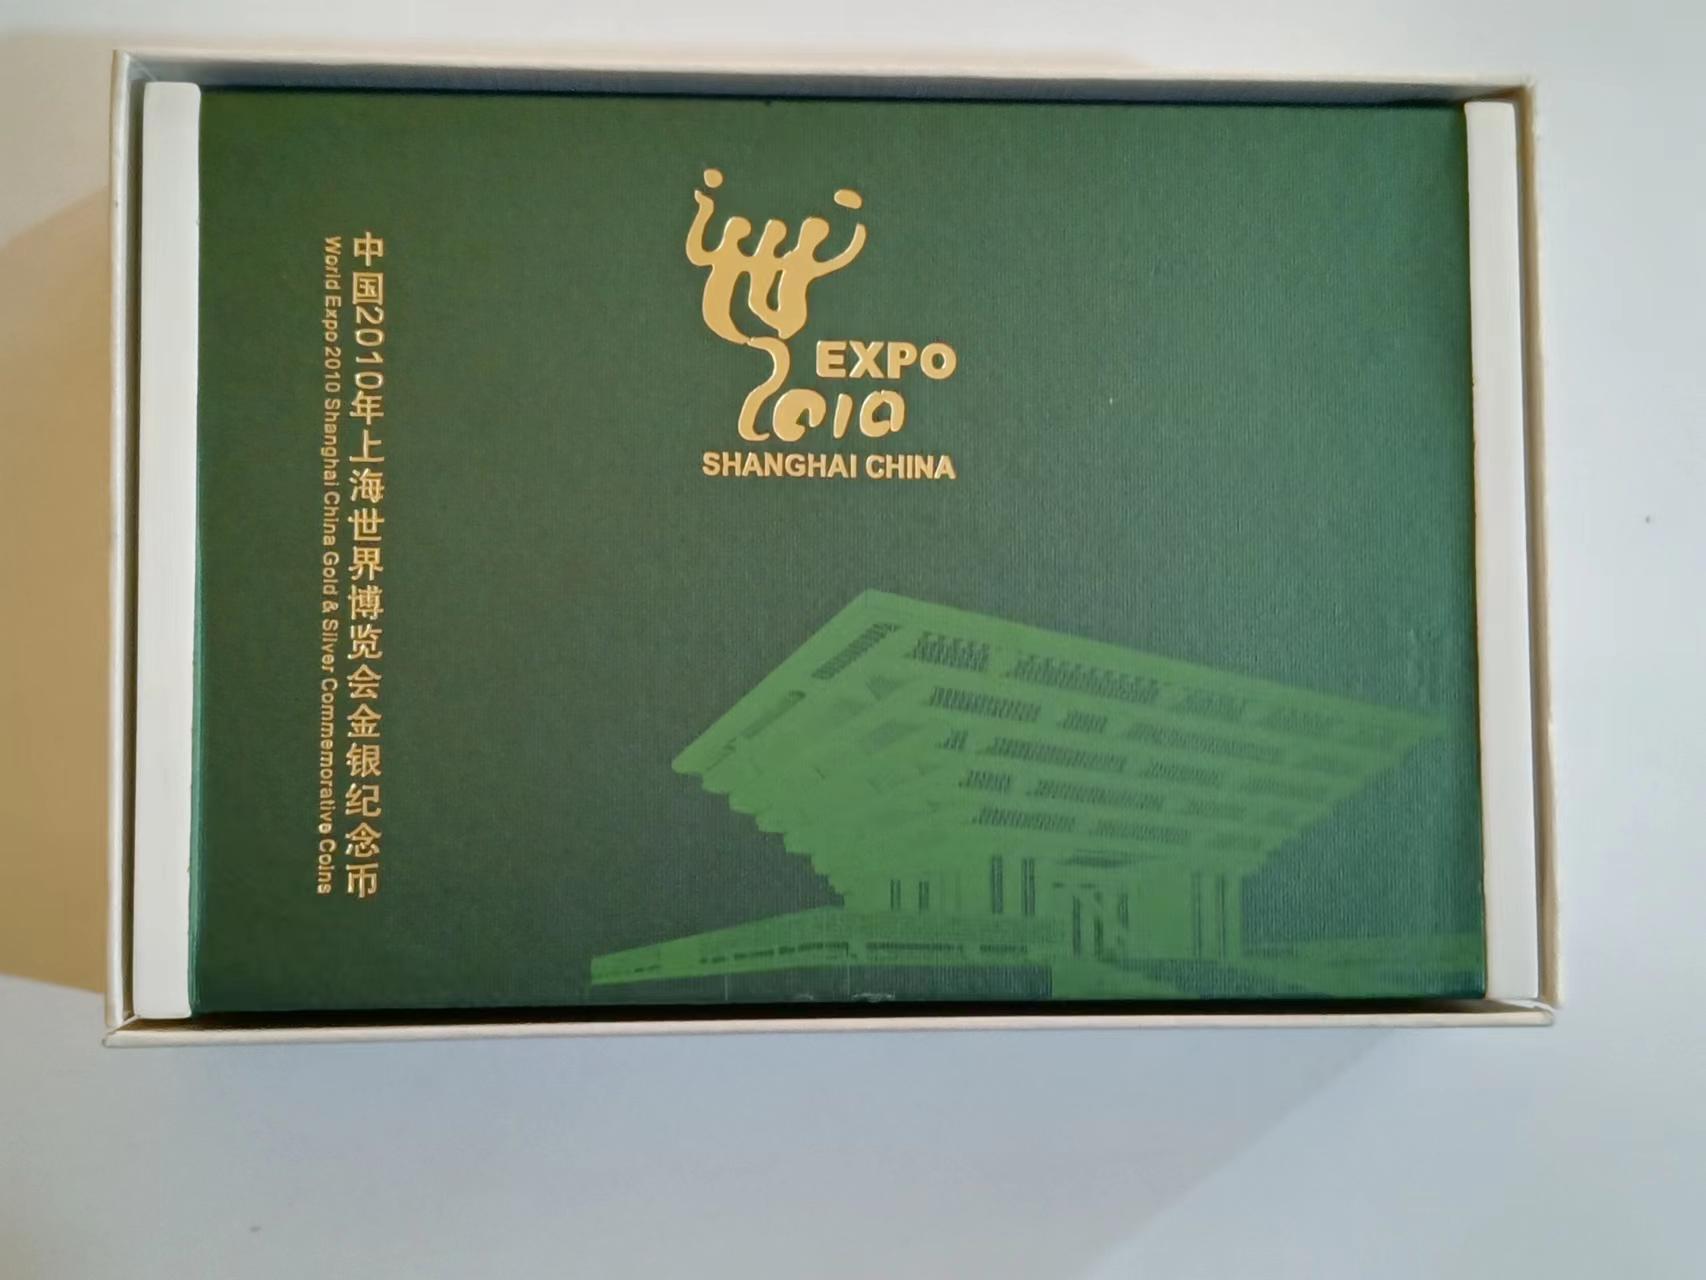 中国2010年上海世界博览会金银纪念币
World Expo 2010 Shanghai China Gold & Silver Commemorative Coins
EXPO
2010
SHANGHAI CHINA